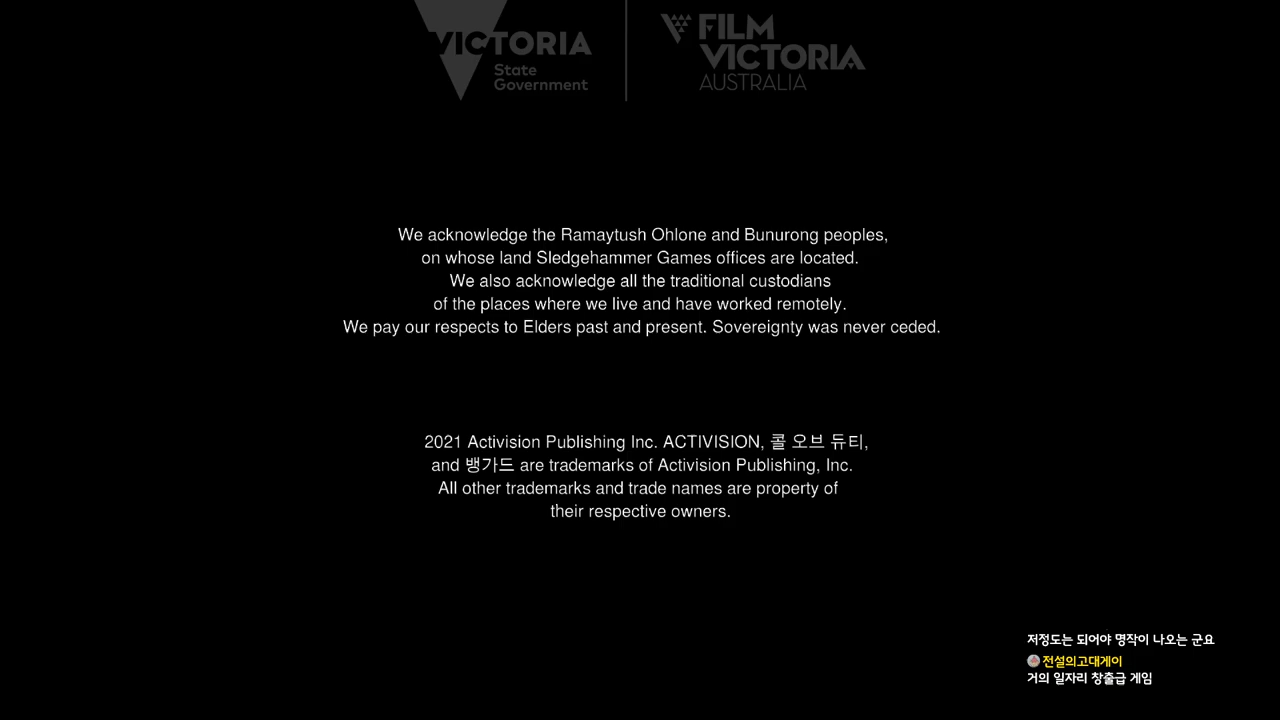 VICTORIA
State
Government
FILM
VICTORIA
AUSTRALIA
We acknowledge the Ramaytush Ohlone and Bunurong peoples,
on whose land Sledgehammer Games offices are located.
We also acknowledge all the traditional custodians
of the places where we live and have worked remotely.
We pay our respects to Elders past and present. Sovereignty was never ceded.
2021 Activision Publishing Inc. ACTIVISION, 콜 오브 듀티,
and 뱅가드 are trademarks of Activision Publishing, Inc.
All other trademarks and trade names are property of
their respective owners.
저정도는 되어야 명작이 나오는 군요
전설의고대게이
거의 일자리 창출급 게임